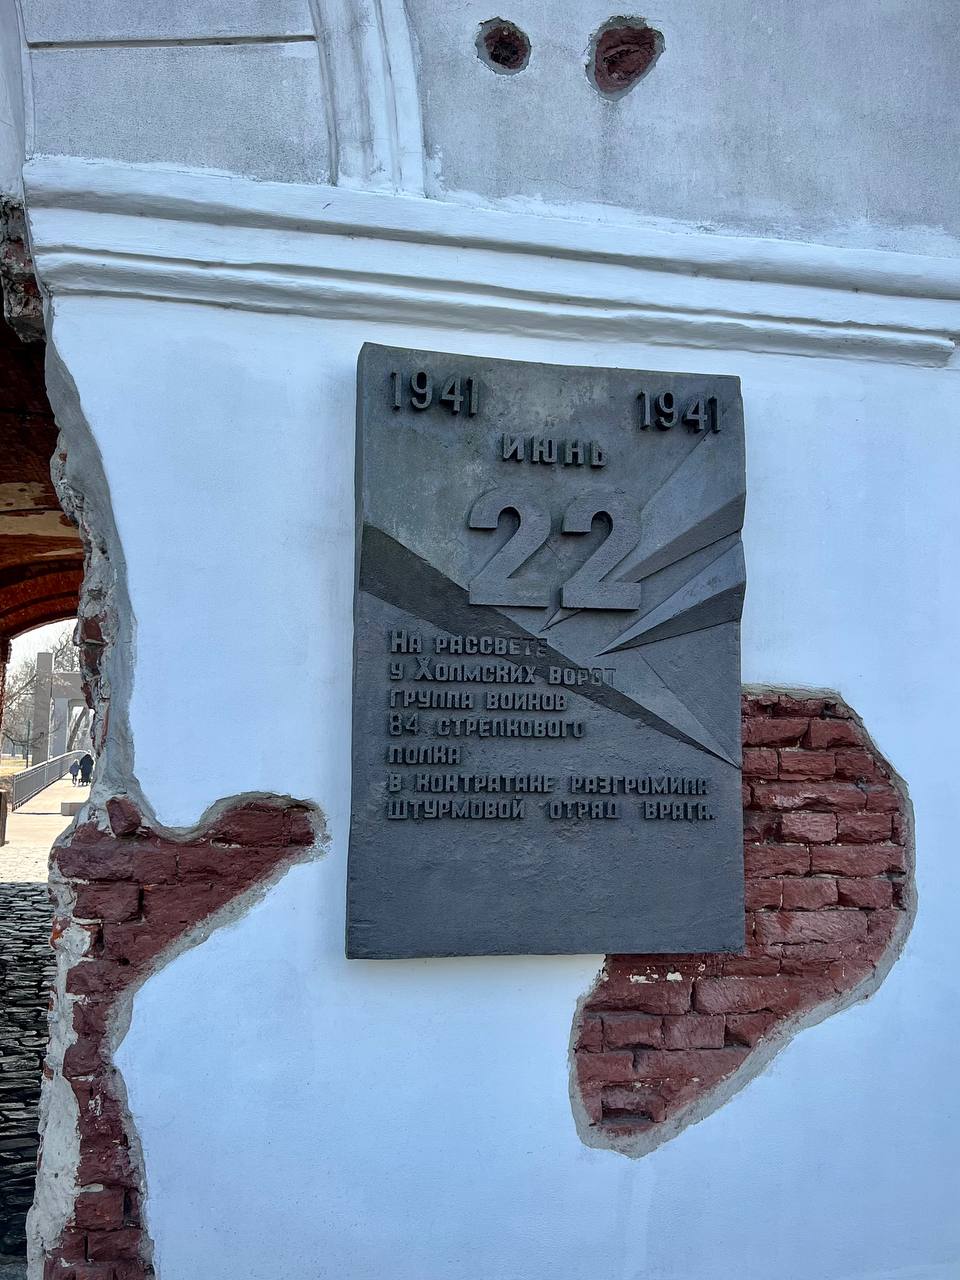 1941 1941
ИЮНЬ
22
НА РАССВЕТЕ
У ХОЛМСКИХ ВОРОТ
ГРУППА ВОИНОВ
84 СТРЕЛКОВОГО
ПОЛКА
В КОНТРАТАКЕ РАЗГРОМИЛА
ШТУРМОВОЙ ОТРЯД ВРАГА.